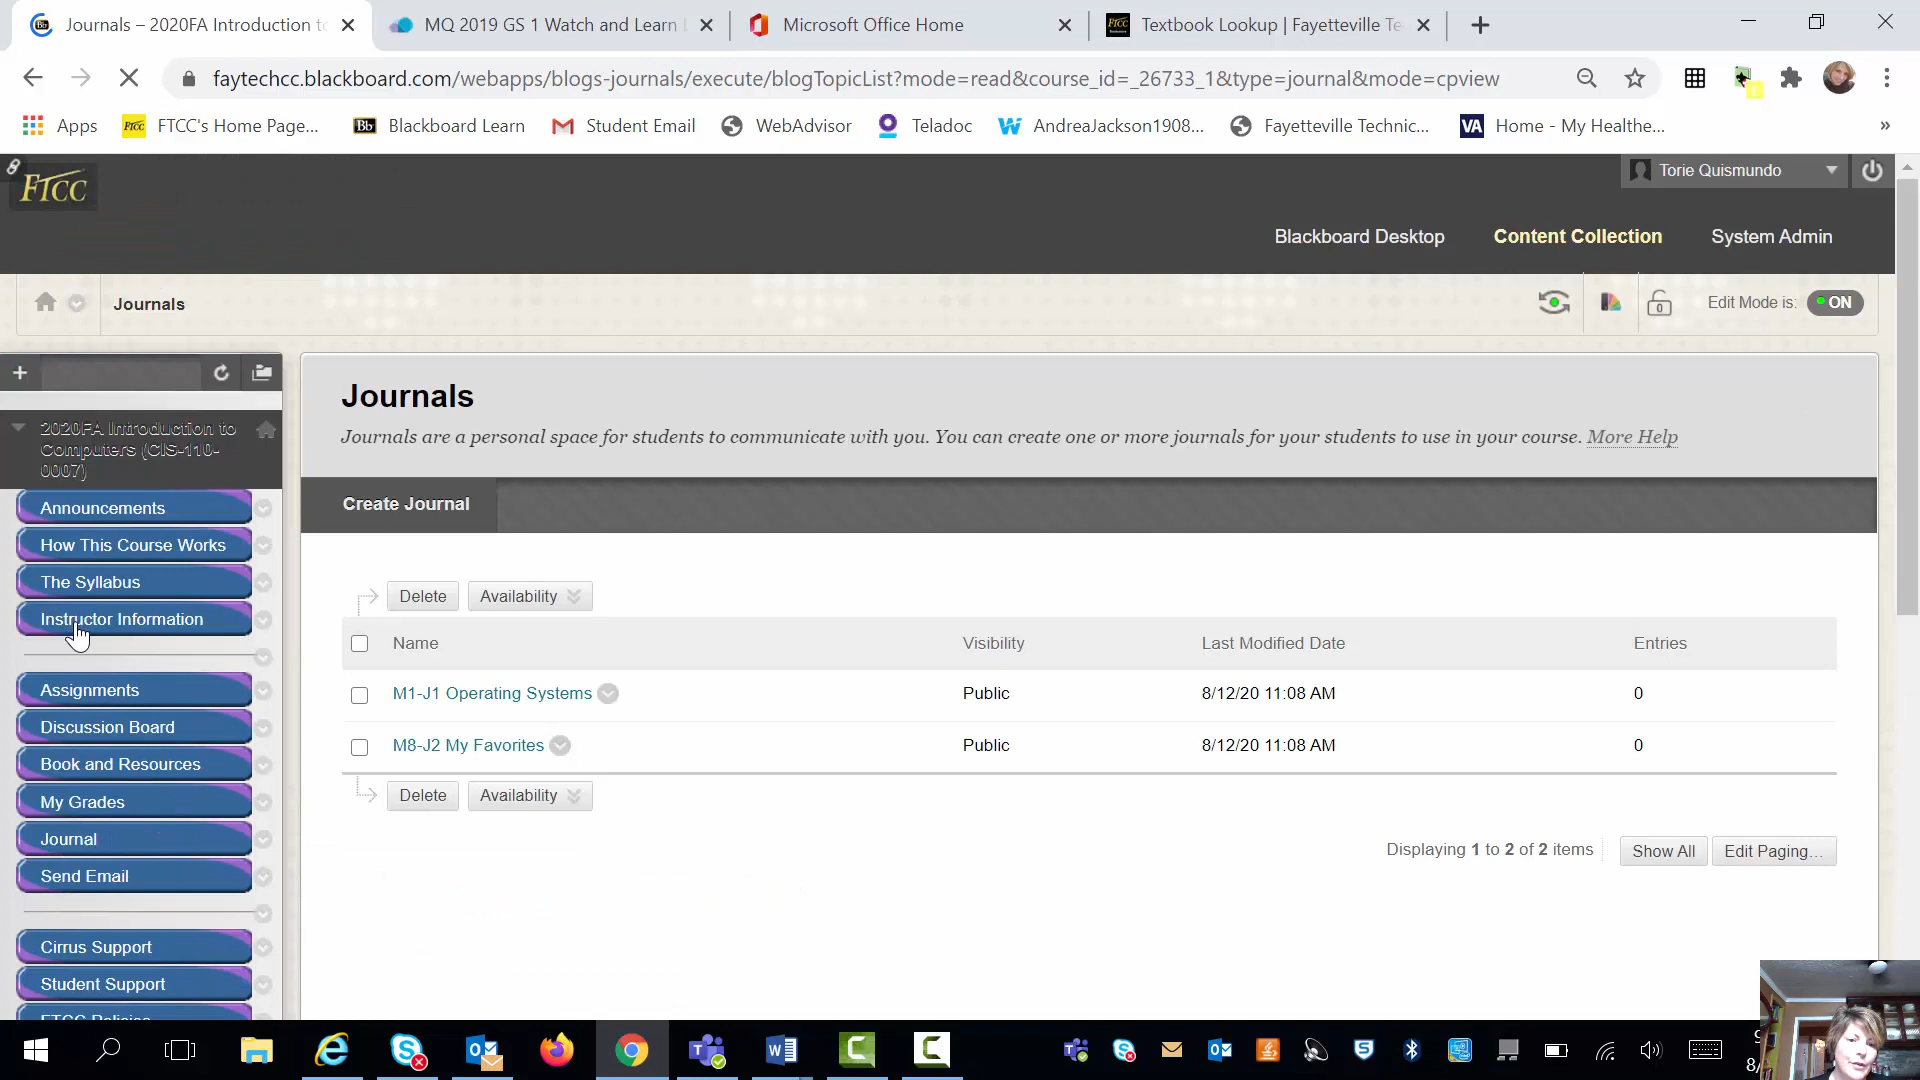 Journals – 2020FA Introduction to
MQ 2019 GS 1 Watch and Learn
Microsoft Office Home
Textbook Lookup | Fayetteville Te
faytechcc.blackboard.com/webapps/blogs-journals/execute/blogTopicList?mode=read&course_id=_26733_1&type=journal&mode=cpview
Apps
FTCC's Home Page...
Blackboard Learn
Student Email
WebAdvisor
Teladoc
AndreaJackson1908...
Fayetteville Technic...
Home - My Healthe...
FTCC
Torie Quismundo
Blackboard Desktop
Content Collection
System Admin
Journals
Edit Mode is: ON
2020FA Introduction to
Computers (CIS-110-
0007)
Announcements
How This Course Works
The Syllabus
Instructor Information
Assignments
Discussion Board
Book and Resources
My Grades
Journal
Send Email
Cirrus Support
Student Support
FTCC Policies
Journals
Journals are a personal space for students to communicate with you. You can create one or more journals for your students to use in your course. More Help
Create Journal
Delete Availability
Name Visibility Last Modified Date Entries
M1-J1 Operating Systems Public 8/12/20 11:08 AM 0
M8-J2 My Favorites Public 8/12/20 11:08 AM 0
Delete Availability
Displaying 1 to 2 of 2 items Show All Edit Paging...